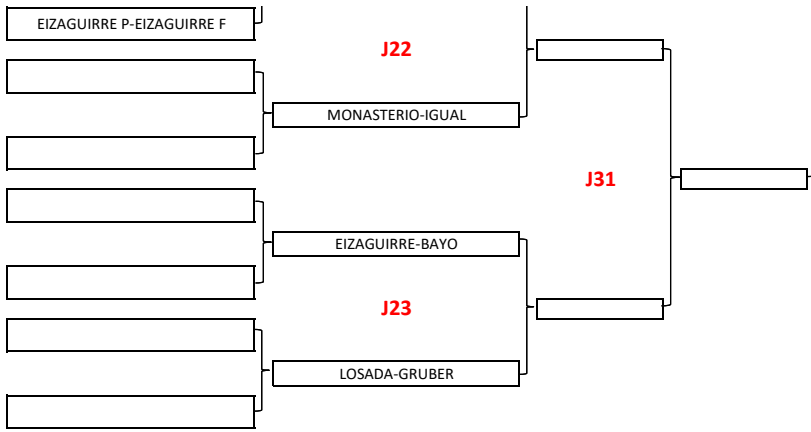 EIZAGUIRRE P-EIZAGUIRRE F
J22
MONASTERIO-IGUAL
J31
EIZAGUIRRE-BAYO
J23
LOSADA-GRUBER